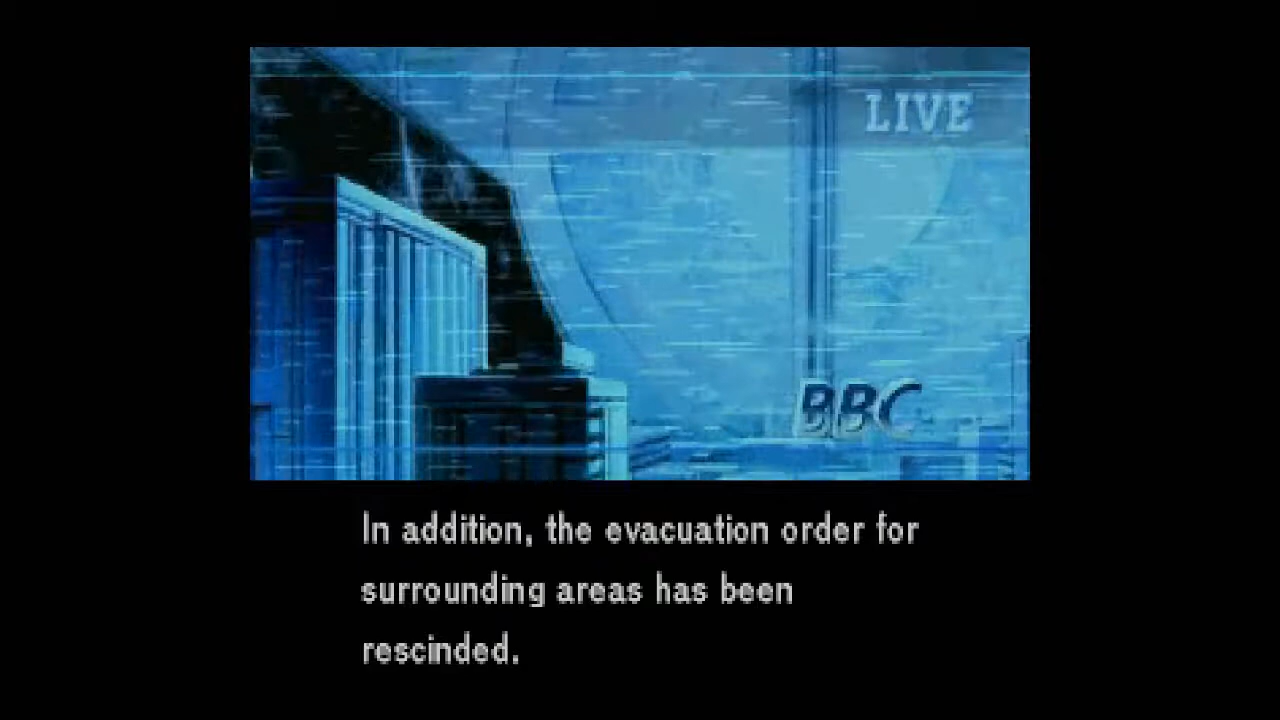 LIVE
BBC
In addition, the evacuation order for
surrounding areas has been
rescinded.